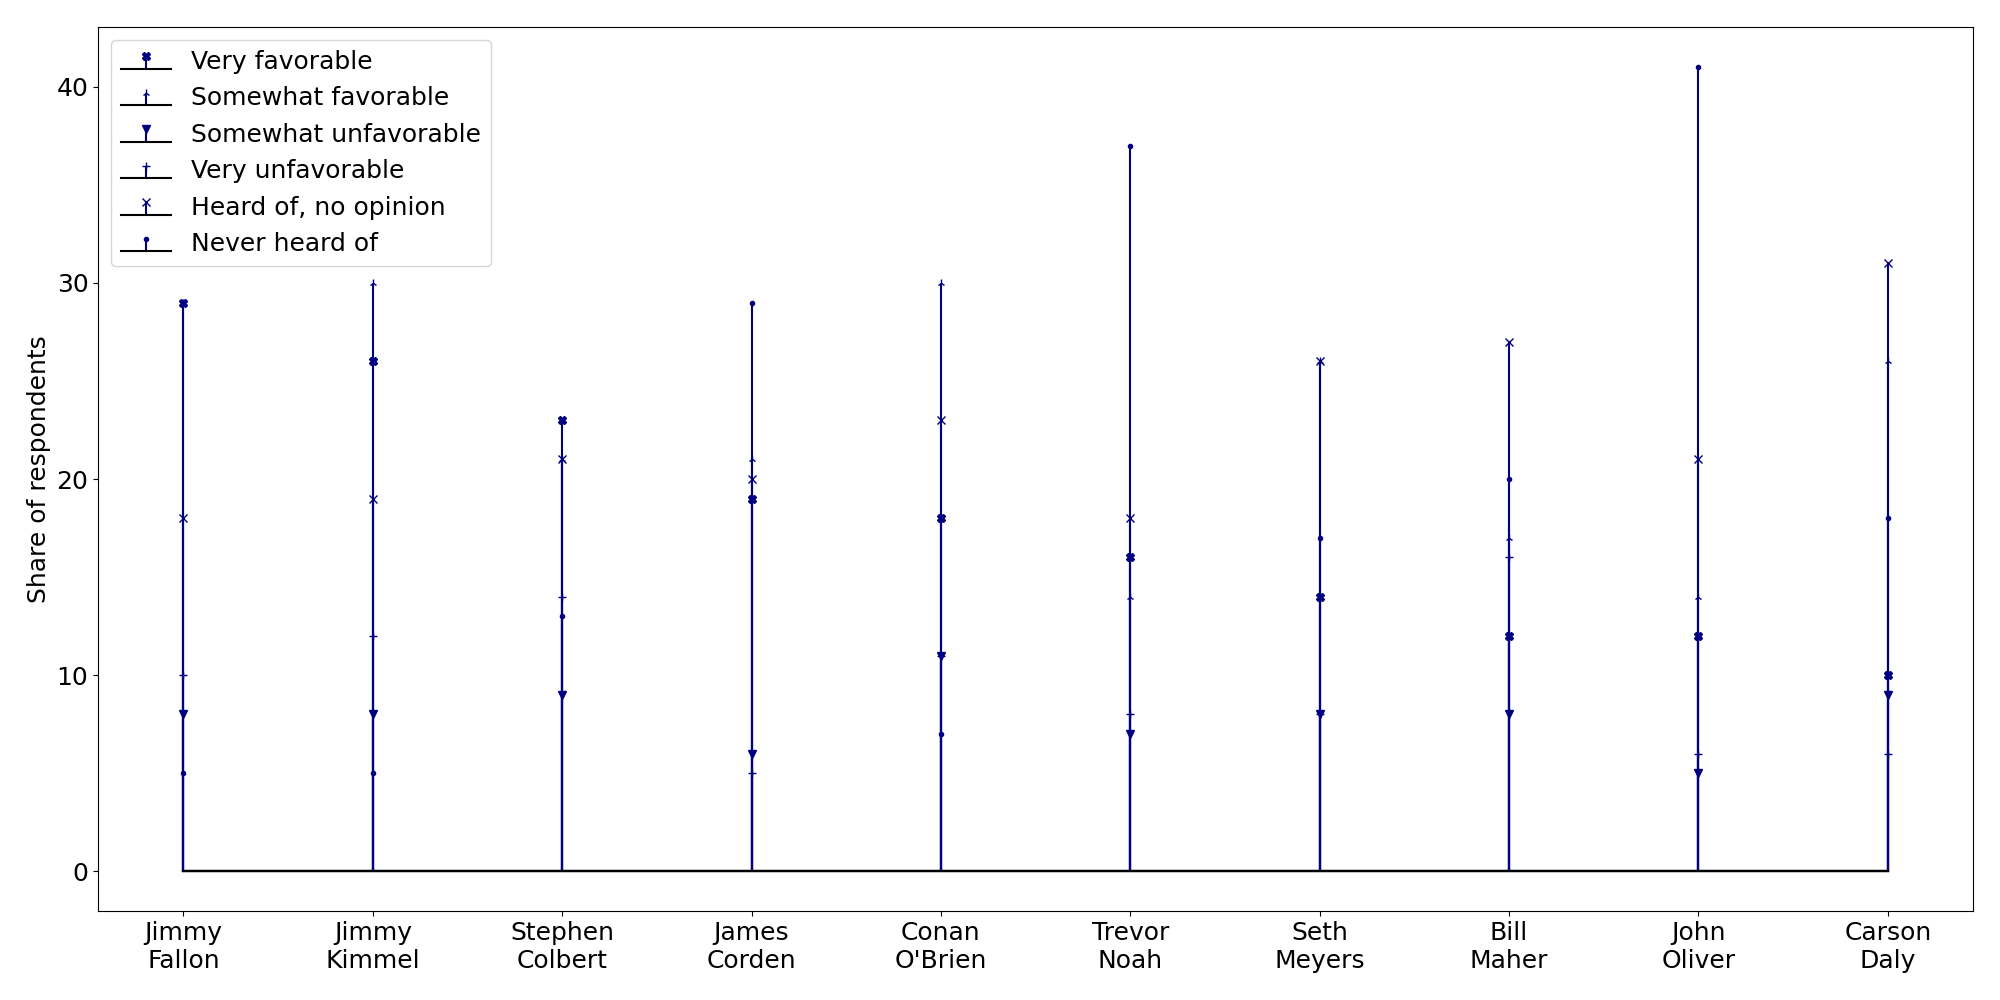 Very favorable
Somewhat favorable
Somewhat unfavorable
Very unfavorable
Heard of, no opinion
Never heard of
Share of respondents
40
30
20
10
0
Jimmy Fallon
Jimmy Kimmel
Stephen Colbert
James Corden
Conan O'Brien
Trevor Noah
Seth Meyers
Bill Maher
John Oliver
Carson Daly